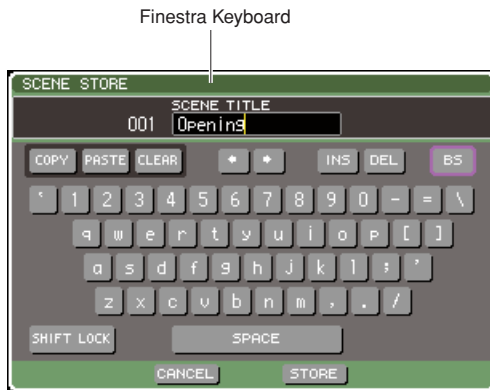 Finestra Keyboard
SCENE STORE
SCENE TITLE
001 Opening
COPY PASTE CLEAR INS DEL BS
` 1 2 3 4 5 6 7 8 9 0 - = \
q w e r t y u i o p [ ]
a s d f g h j k l ; '
z x c v b n m , . /
SHIFT LOCK SPACE
CANCEL STORE